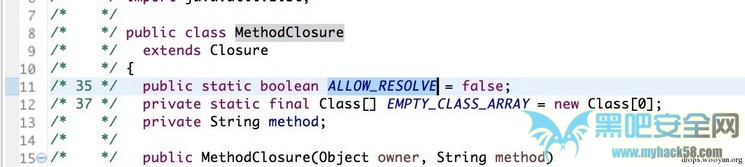 7 /* */
8 /* */ public class MethodClosure
9 /* */ extends Closure
10 /* */ {
11 /* 35 */ public static boolean ALLOW_RESOLVE = false;
12 /* 37 */ private static final Class[] EMPTY_CLASS_ARRAY = new Class[0];
13 /* */ private String method;
14 /* */
15 /* */ public MethodClosure(Object owner, String method)
黑吧安全网
www.myhack58.com
drops.wooyun.org